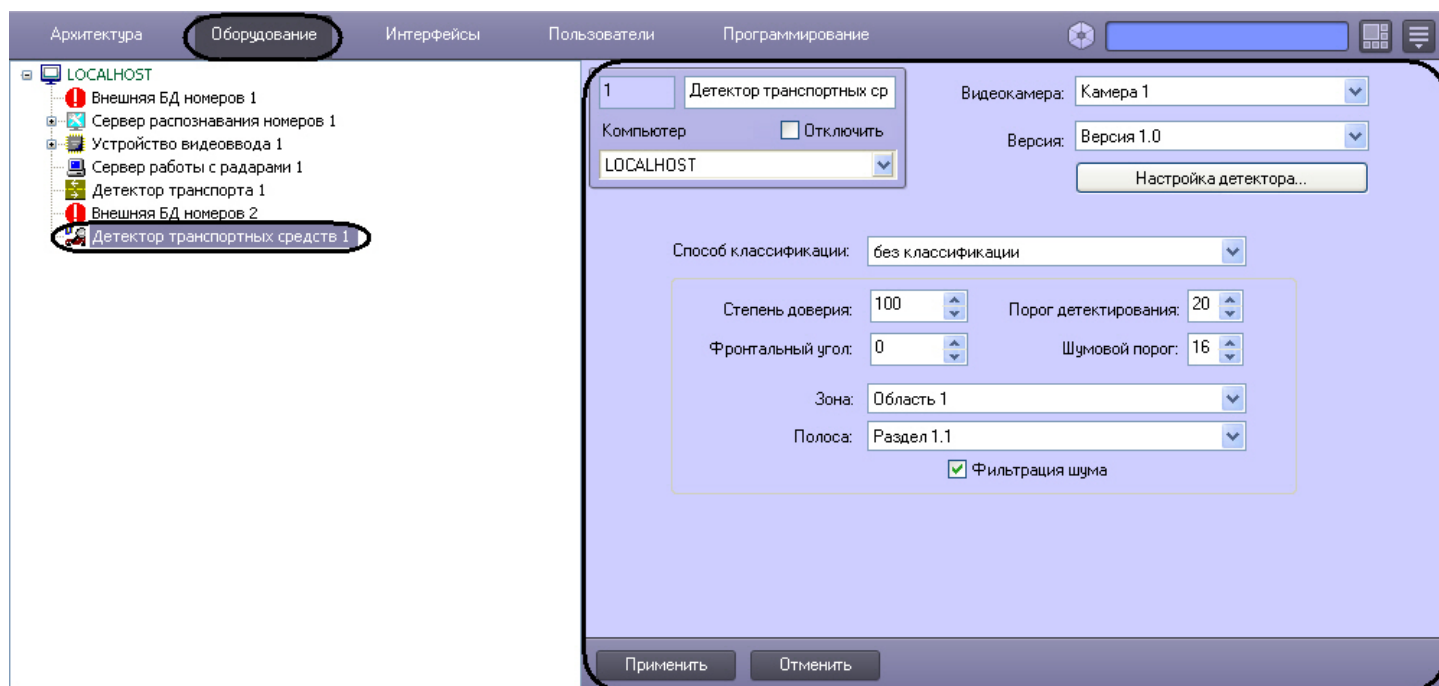 Архитектура Оборудование Интерфейсы Пользователи Программирование
LOCALHOST
Внешняя БД номеров 1
Сервер распознавания номеров 1
Устройство видеоввода 1
Сервер работы с радарами 1
Детектор транспорта 1
Внешняя БД номеров 2
Детектор транспортных средств 1
1 Детектор транспортных ср
Компьютер Отключить
LOCALHOST
Видеокамера: Камера 1
Версия: Версия 1.0
Настройка детектора...
Способ классификации: без классификации
Степень доверия: 100 Порог детектирования: 20
Фронтальный угол: 0 Шумовой порог: 16
Зона: Область 1
Полоса: Раздел 1.1
Фильтрация шума
Применить Отменить